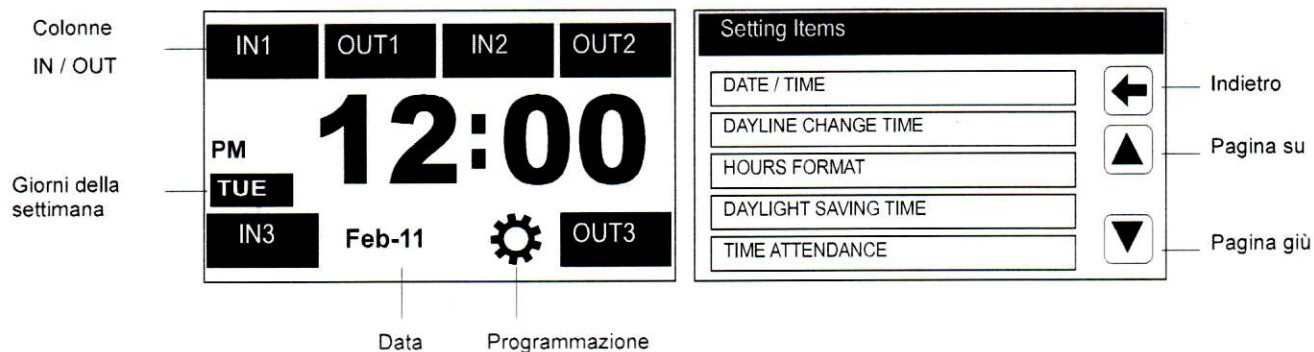 Colonne
IN / OUT
IN1 OUT1 IN2 OUT2
12:00
PM
Giorni della
settimana
TUE
IN3 Feb-11 OUT3
Data Programmazione
Setting Items
DATE / TIME
DAYLINE CHANGE TIME
HOURS FORMAT
DAYLIGHT SAVING TIME
TIME ATTENDANCE
Indietro
Pagina su
Pagina giù